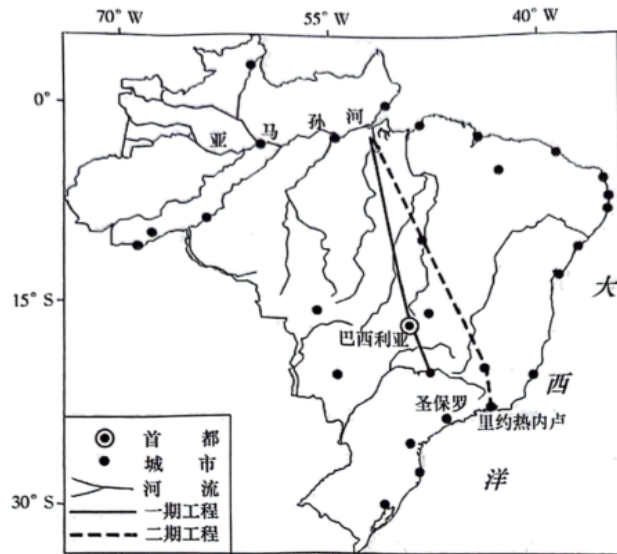 70° W 55° W 40° W
0°
亚马孙河
15° S
巴西利亚
大西洋
圣保罗
里约热内卢
首都
城市
河流
一期工程
二期工程
30° S